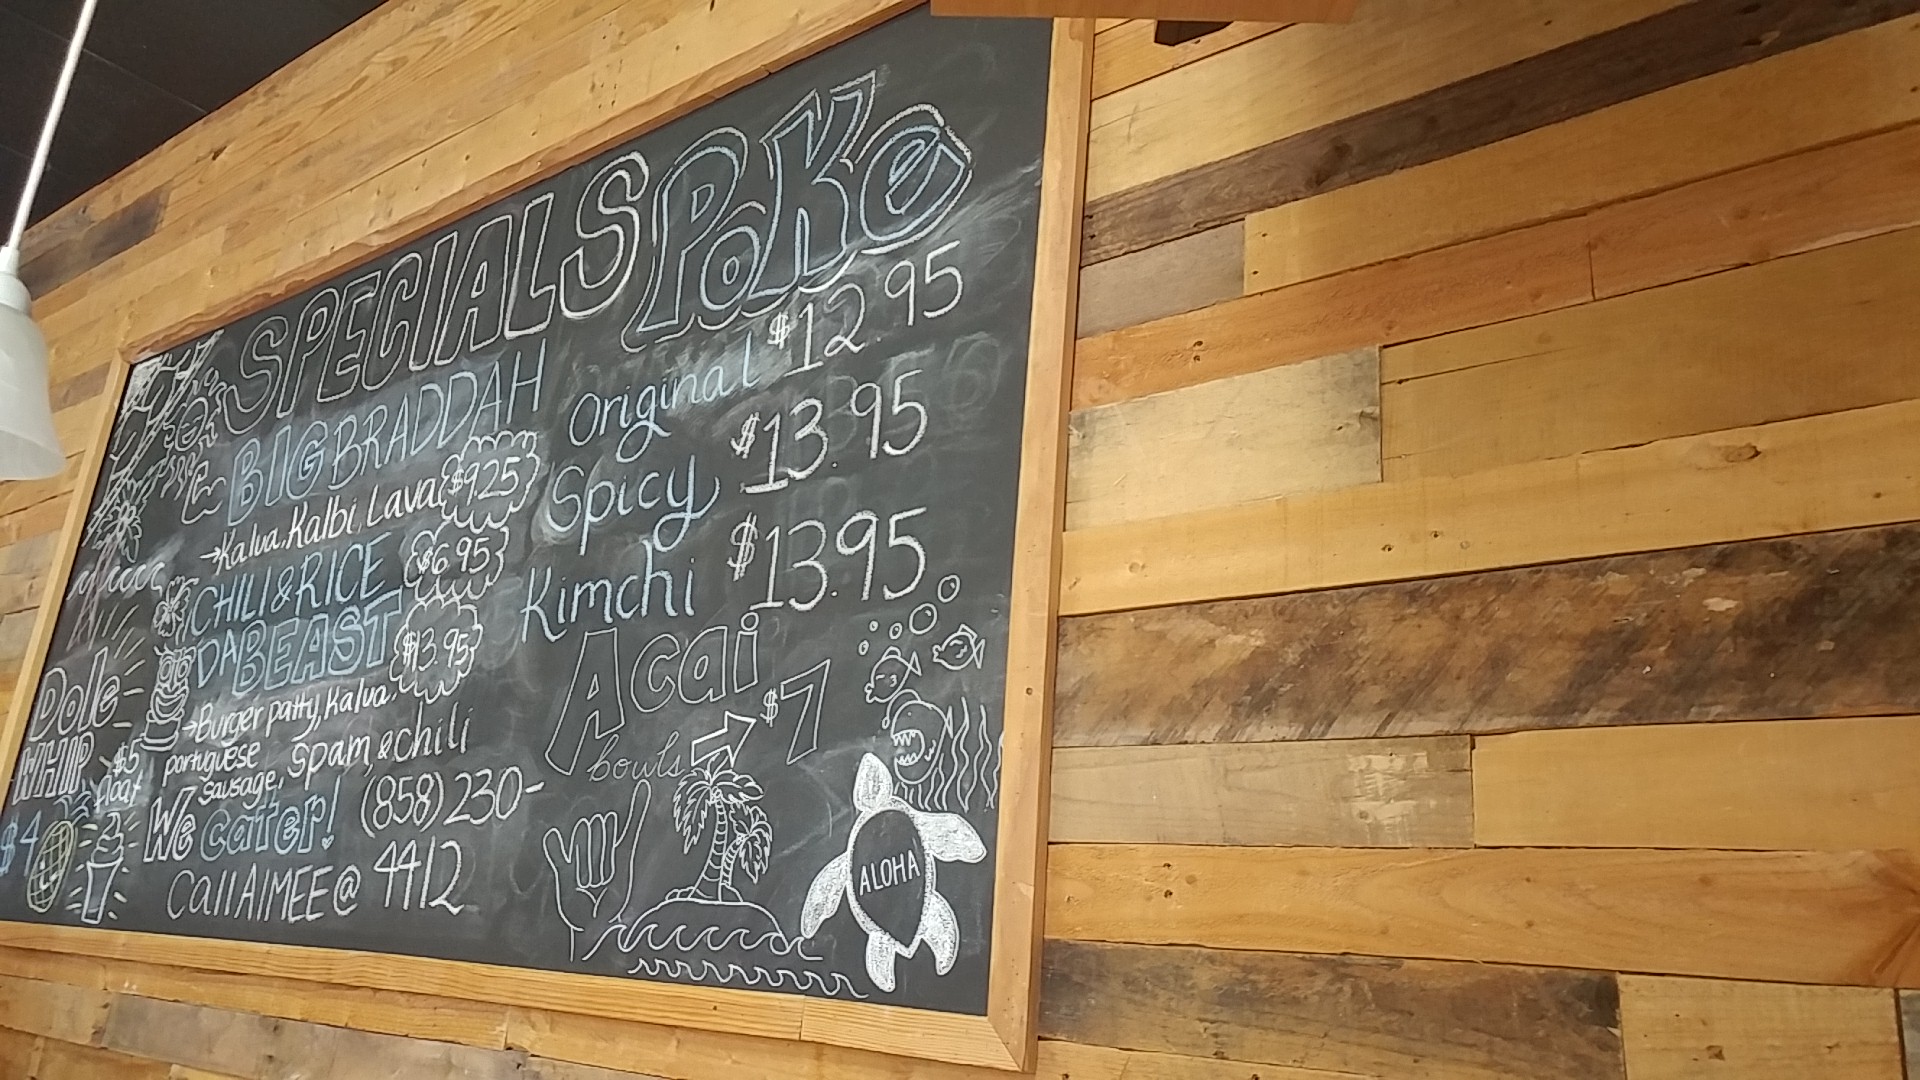 SPECIALS
BIG BRADDAH
→Kalua, Kalbi, Lava $9.25
CHILI & RICE $6.95
DA BEAST $13.95
→Burger patty, Kalua,
portuguese
sausage, Spam, & chili
We cater! (858) 230-
Call AIMEE @ 4412
Dole
WHIP
$5
float
$4
Poke
Original $12.95
Spicy $13.95
Kimchi $13.95
Acai
bowls $7
ALOHA